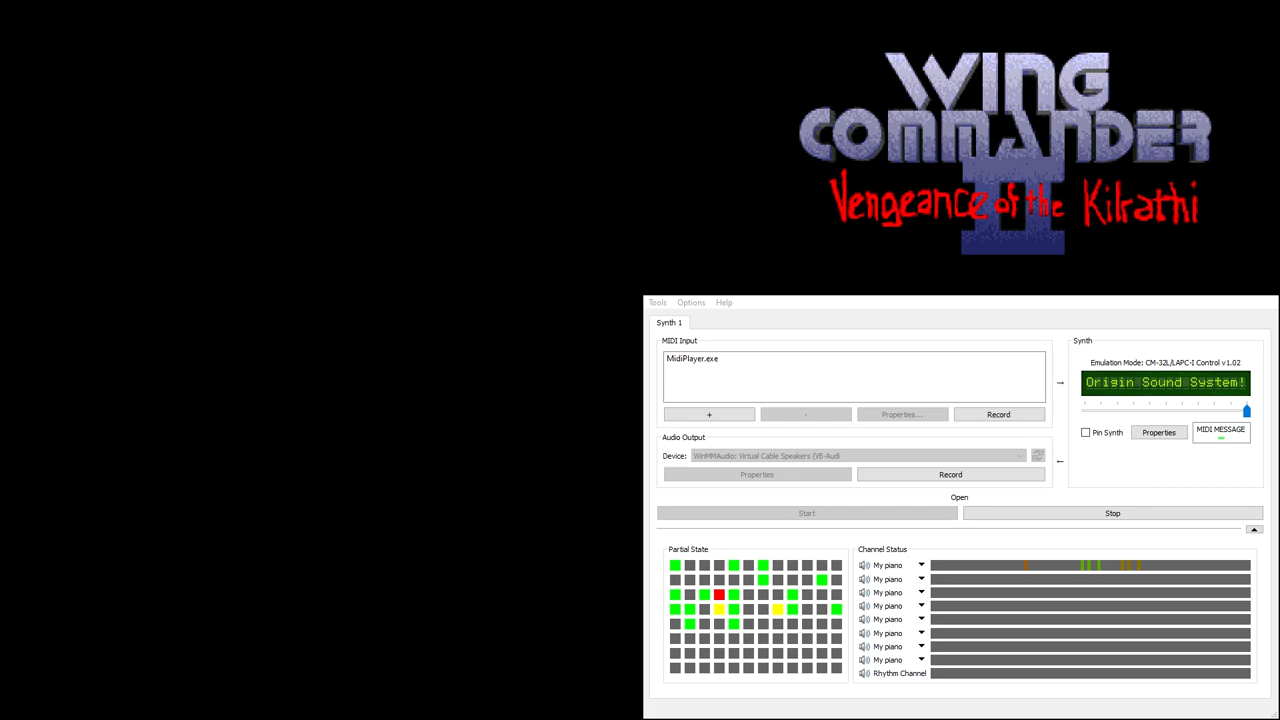 WING
COMMANDER
II
Vengeance of the Kilrathi
Tools Options Help
Synth 1
MIDI Input
MidiPlayer.exe
+ - Properties... Record
Synth
Emulation Mode: CM-32L/LAPC-I Control v1.02
Origin Sound System!
Pin Synth Properties MIDI MESSAGE
Audio Output
Device: WinMMAudio: Virtual Cable Speakers (VB-Audi
Properties Record
Open
Start Stop
Partial State
Channel Status
My piano
My piano
My piano
My piano
My piano
My piano
My piano
My piano
Rhythm Channel